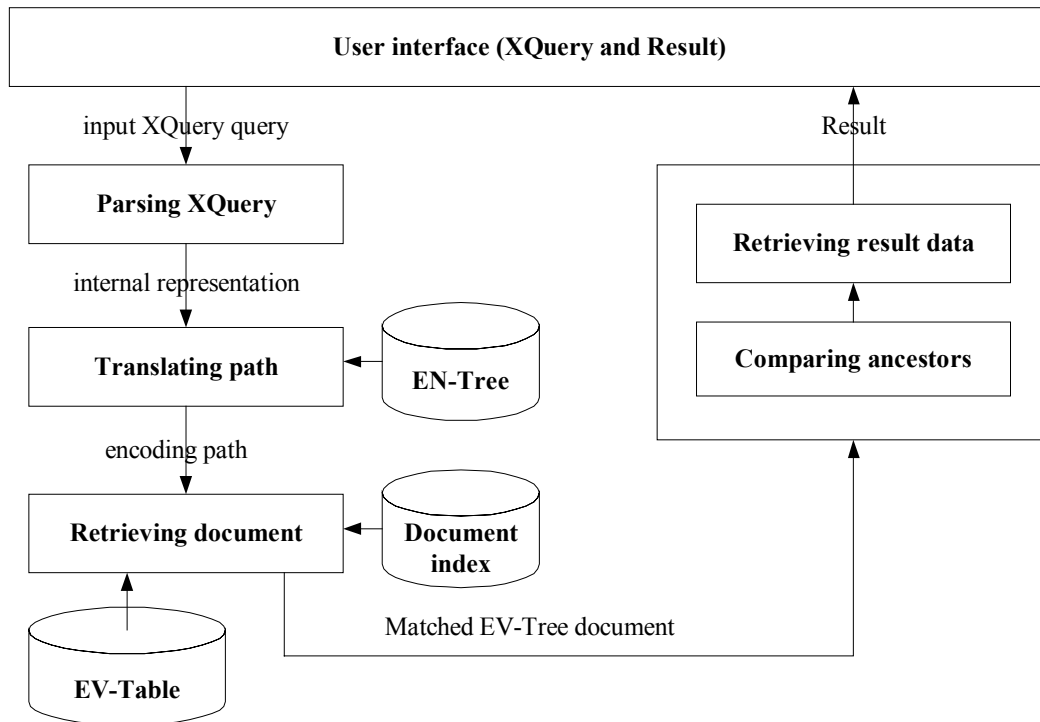 User interface (XQuery and Result)
input XQuery query
Result
Parsing XQuery
Retrieving result data
internal representation
Translating path
EN-Tree
Comparing ancestors
encoding path
Retrieving document
Document
index
Matched EV-Tree document
EV-Table